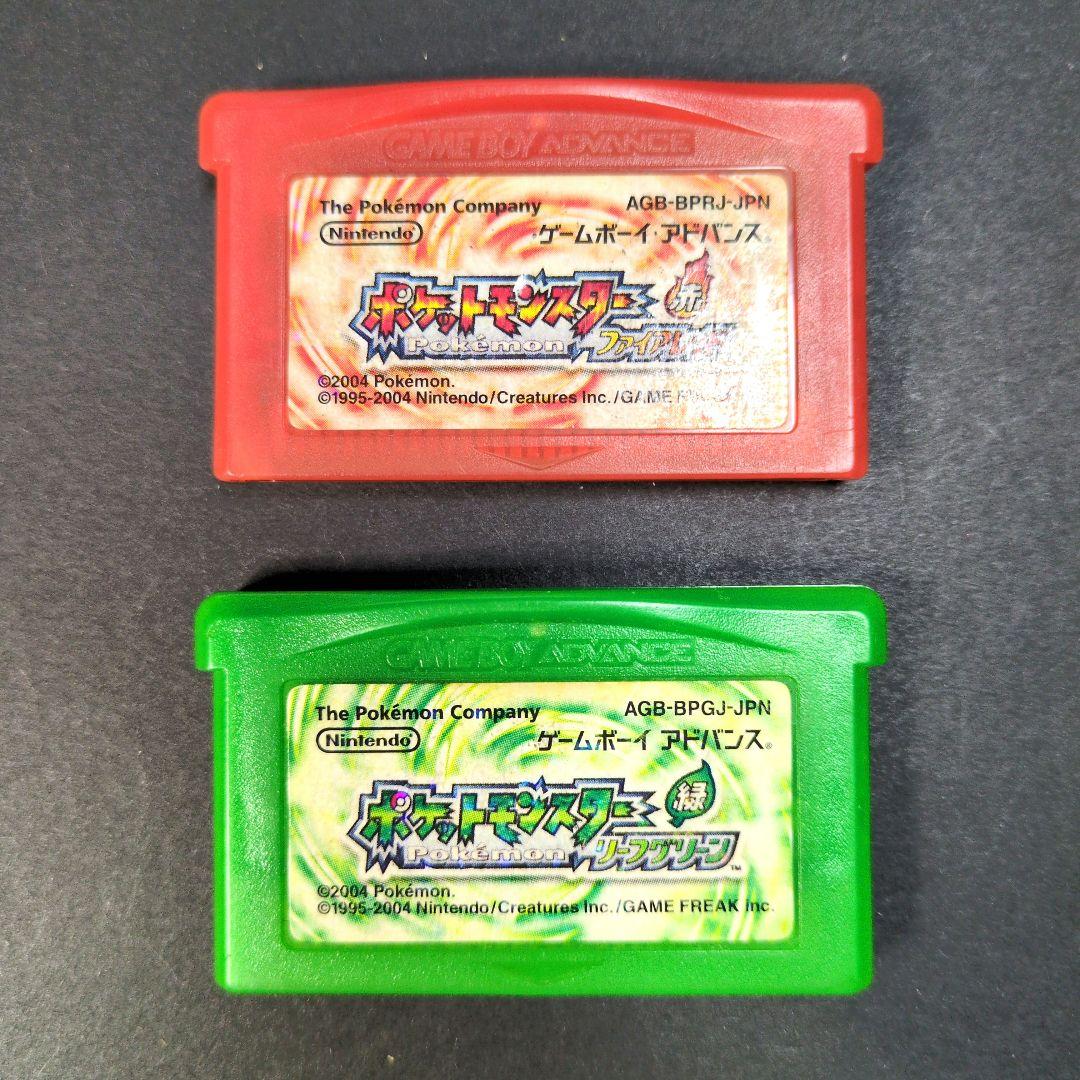 GAME BOY ADVANCE
The Pokémon Company
AGB-BPRJ-JPN
Nintendo®
ゲームボーイ・アドバンス®
ポケットモンスター
Pokémon
©2004 Pokémon.
©1995-2004 Nintendo/Creatures Inc./GAME
GAME BOY ADVANCE
The Pokémon Company
AGB-BPGJ-JPN
Nintendo®
ゲームボーイ アドバンス®
ポケットモンスター 緑
Pokémon リーフグリーン™
©2004 Pokémon.
©1995-2004 Nintendo/Creatures Inc./GAME FREAK inc.